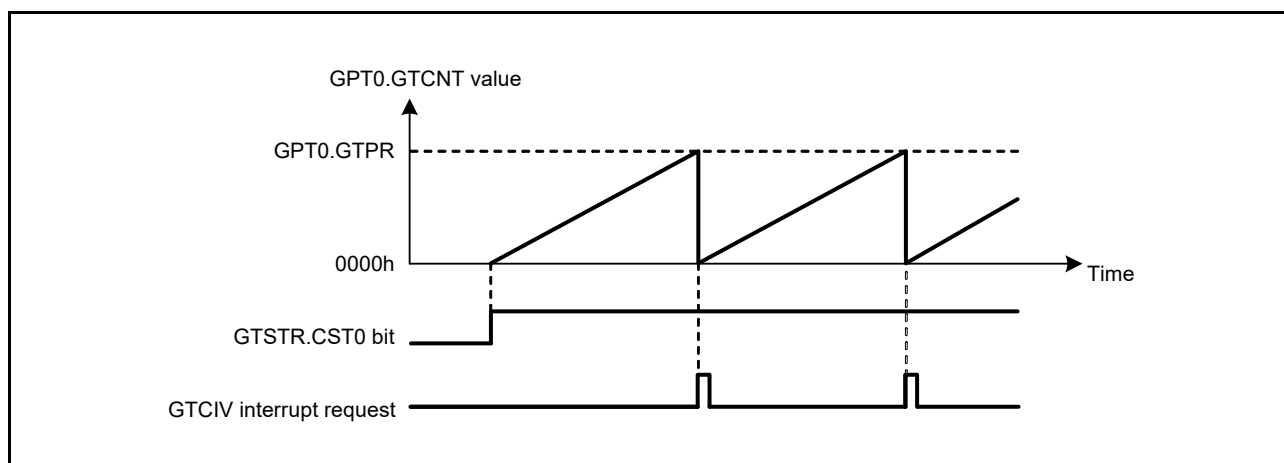 GPT0.GTCNT value
GPT0.GTPR
0000h
Time
GTSTR.CST0 bit
GTCIV interrupt request